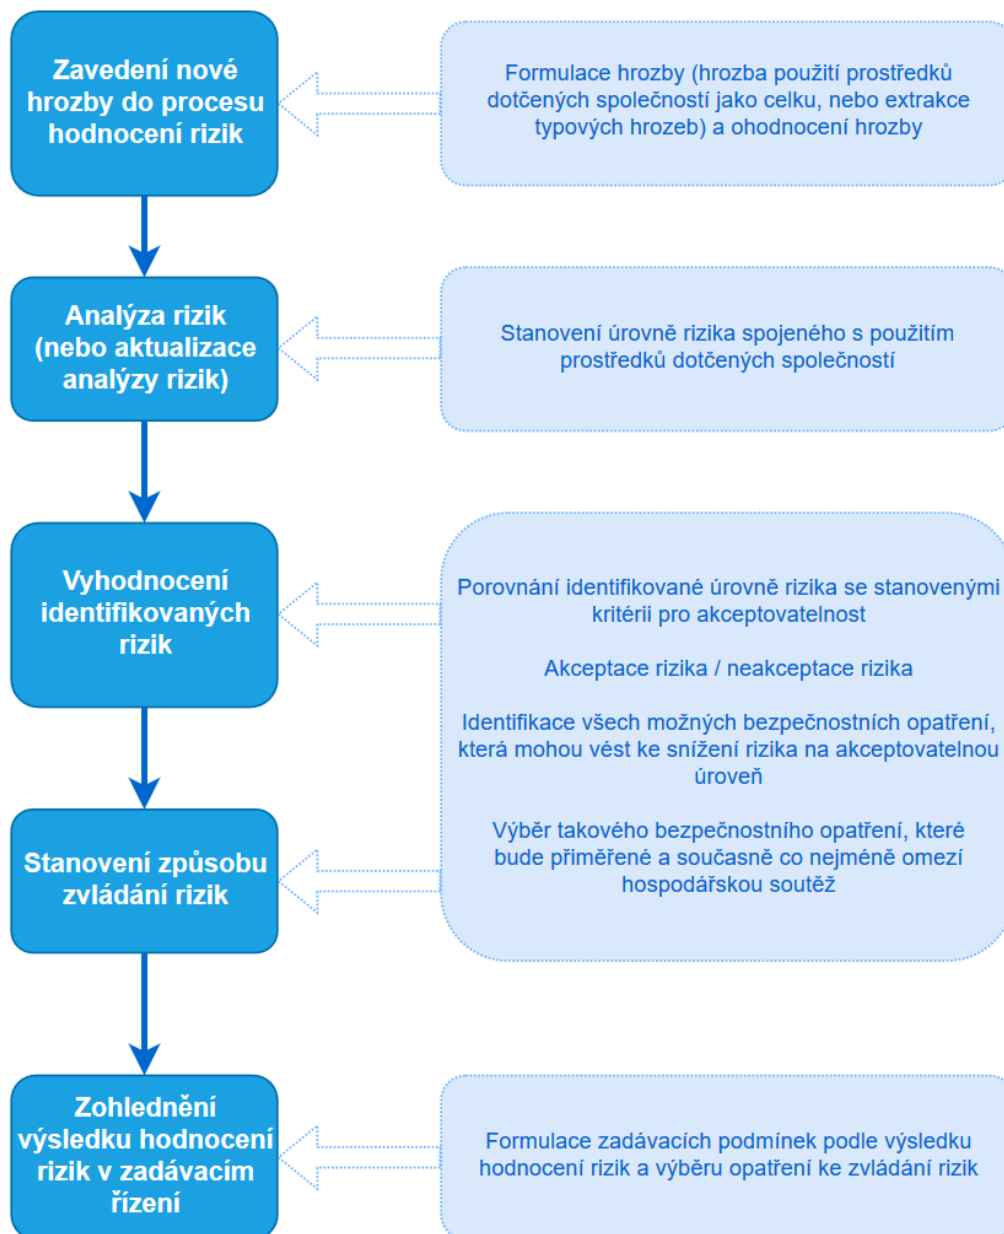 Zavedení nové
hrozby do procesu
hodnocení rizik
Formulace hrozby (hrozba použití prostředků
dotčených společností jako celku, nebo extrakce
typových hrozeb) a ohodnocení hrozby
Analýza rizik
(nebo aktualizace
analýzy rizik)
Stanovení úrovně rizika spojeného s použitím
prostředků dotčených společností
Vyhodnocení
identifikovaných
rizik
Porovnání identifikované úrovně rizika se stanovenými
kritérii pro akceptovatelnost
Akceptace rizika / neakceptace rizika
Identifikace všech možných bezpečnostních opatření,
která mohou vést ke snížení rizika na akceptovatelnou
úroveň
Výběr takového bezpečnostního opatření, které
bude přiměřené a současně co nejméně omezí
hospodářskou soutěž
Stanovení způsobu
zvládání rizik
Zohlednění
výsledku hodnocení
rizik v zadávacím
řízení
Formulace zadávacích podmínek podle výsledku
hodnocení rizik a výběru opatření ke zvládání rizik